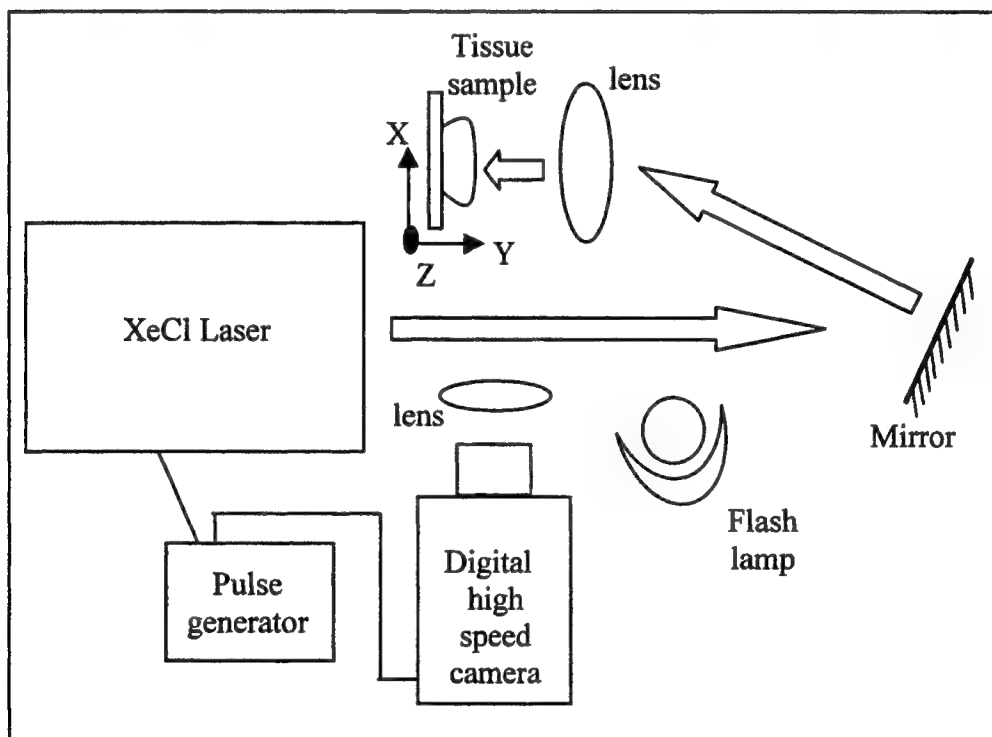 Tissue
sample
lens
X
Y
Z
XeCl Laser
lens
Mirror
Flash
lamp
Pulse
generator
Digital
high
speed
camera